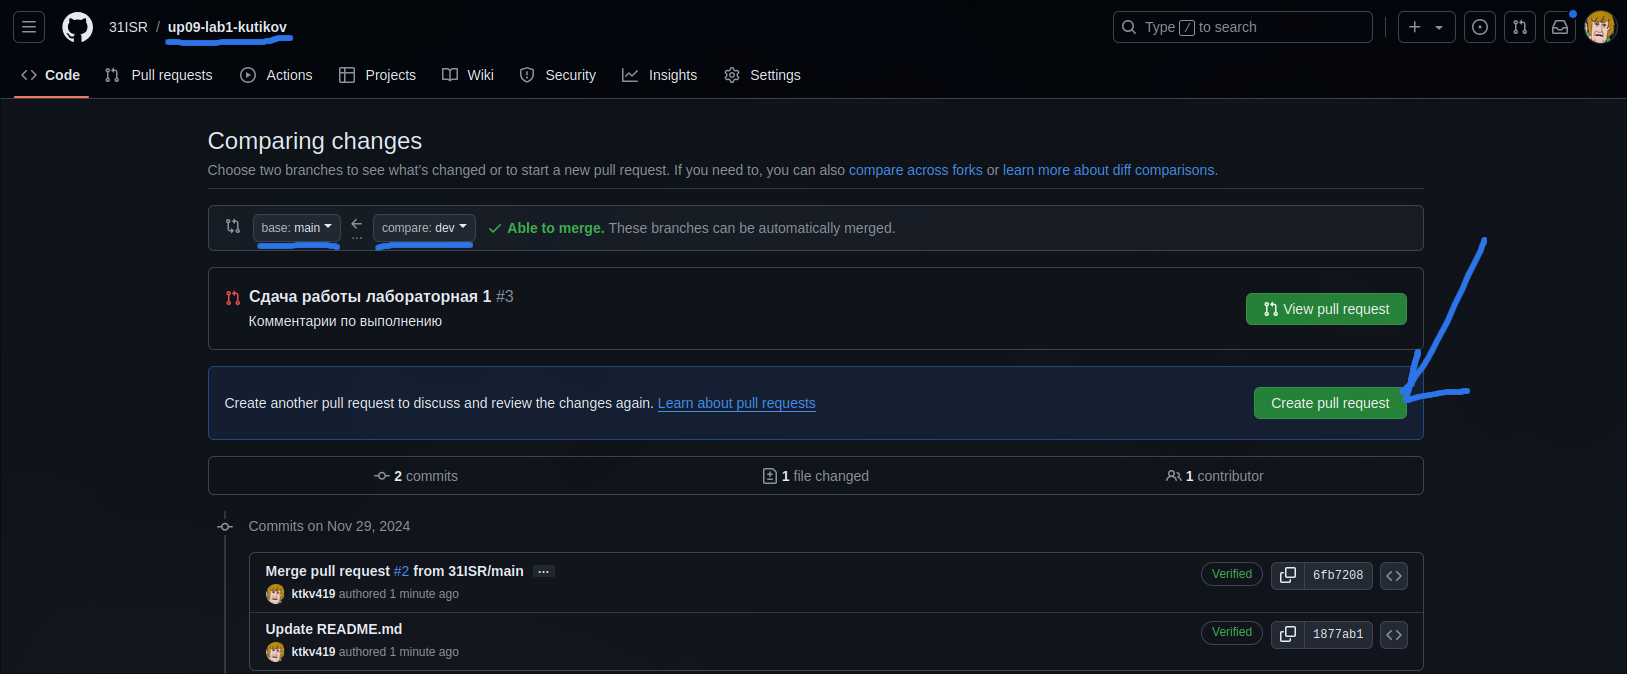 31ISR / up09-lab1-kutikov
Type / to search
Code Pull requests Actions Projects Wiki Security Insights Settings
Comparing changes
Choose two branches to see what's changed or to start a new pull request. If you need to, you can also compare across forks or learn more about diff comparisons.
base: main ... compare: dev Able to merge. These branches can be automatically merged.
Сдача работы лабораторная 1 #3
Комментарии по выполнению
View pull request
Create another pull request to discuss and review the changes again. Learn about pull requests
Create pull request
2 commits 1 file changed 1 contributor
Commits on Nov 29, 2024
Merge pull request #2 from 31ISR/main ...
ktkv419 authored 1 minute ago
Verified 6fb7208
Update README.md
ktkv419 authored 1 minute ago
Verified 1877ab1